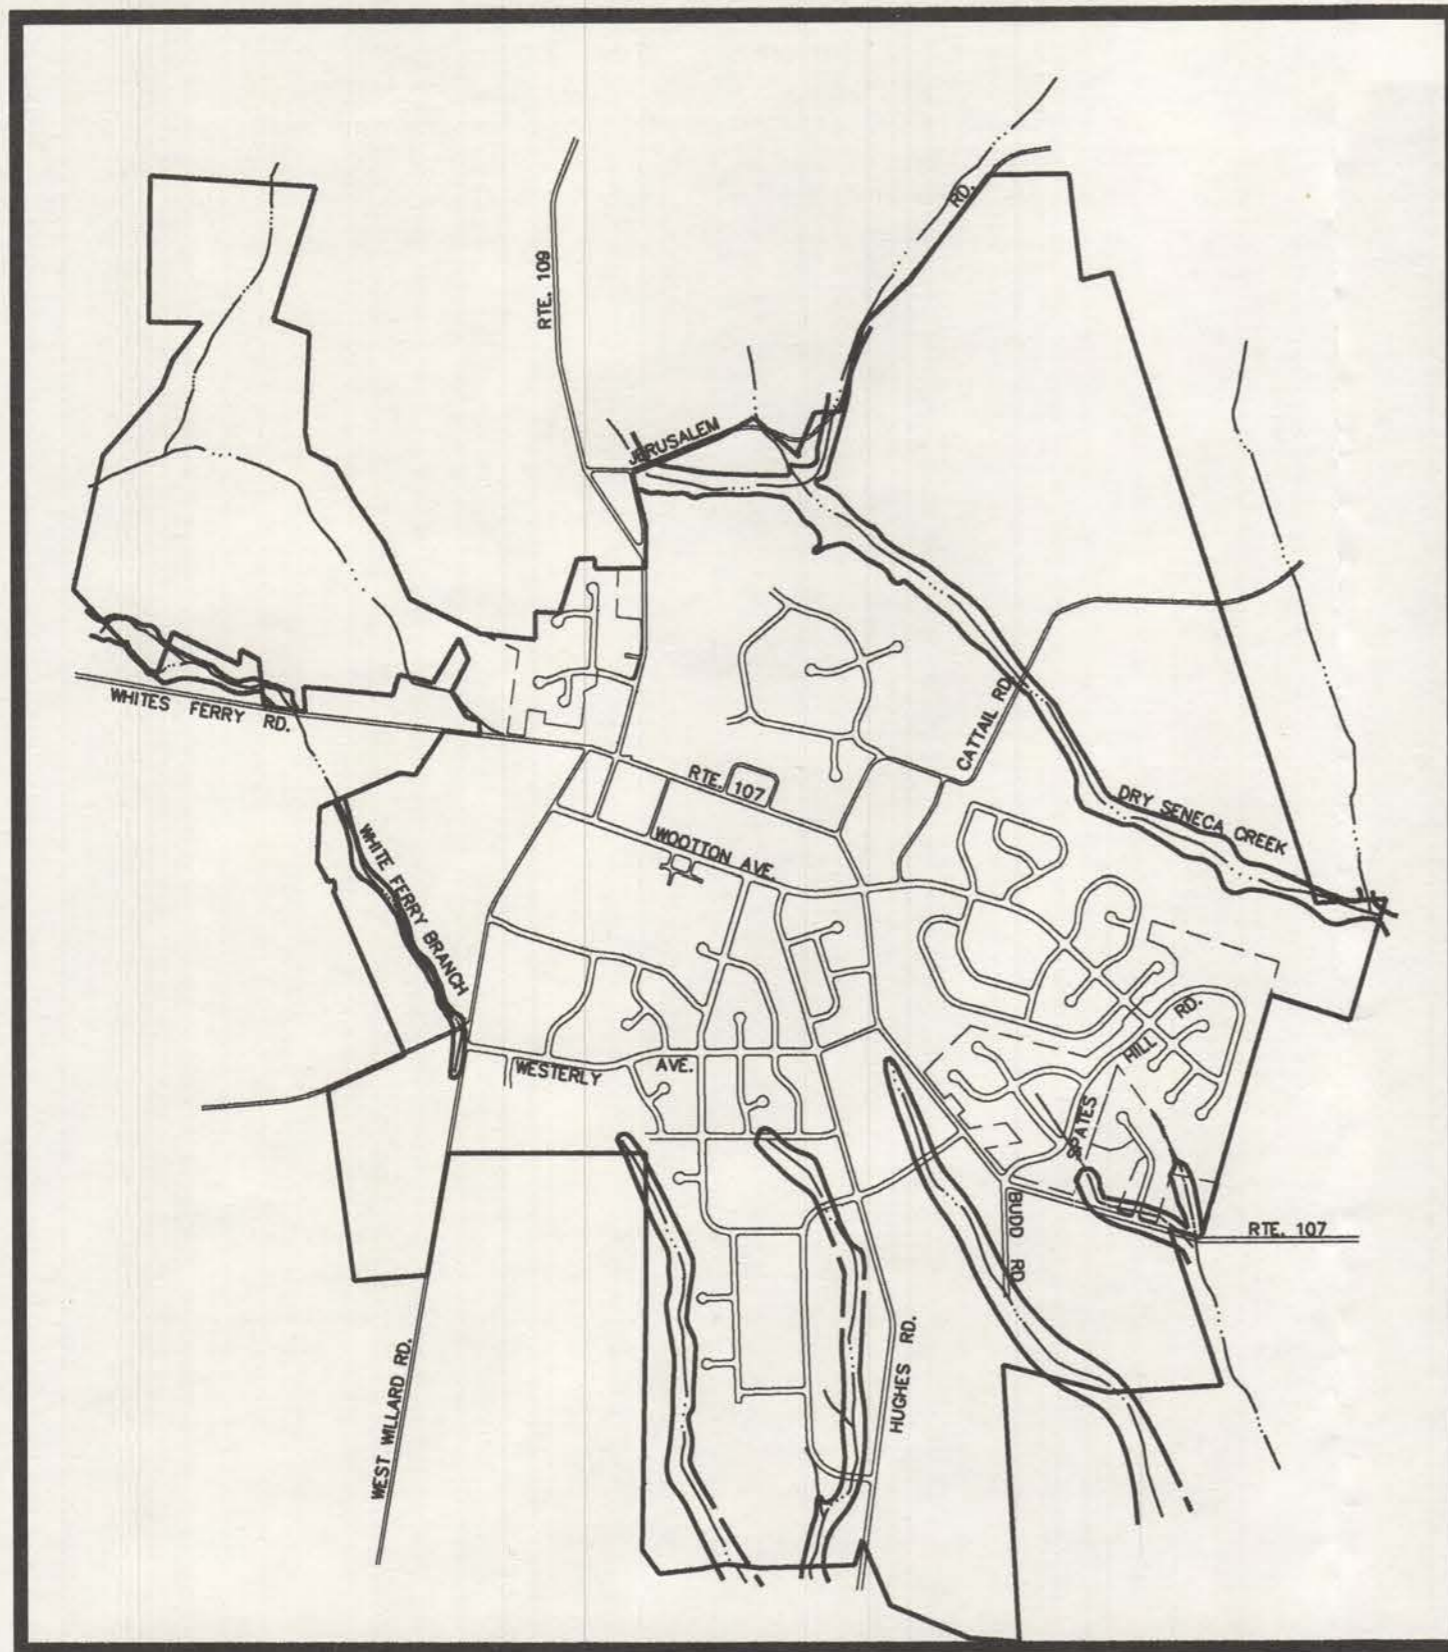 RD.
RTE. 109
JERUSALEM
WHITES FERRY RD.
CATTAIL RD.
RTE. 107
DRY SENECA CREEK
WOOTTON AVE.
WHITE FERRY BRANCH
HILL RD.
WESTERLY AVE.
SPATES
BUDD RD.
RTE. 107
HUGHES RD.
WEST WILLARD RD.